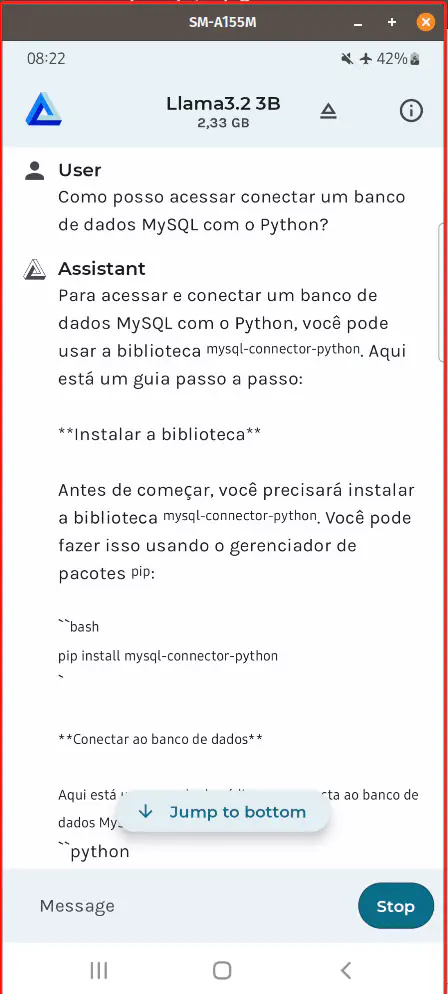 SM-A155M
08:22
42%
Llama3.2 3B
2,33 GB
User
Como posso acessar conectar um banco
de dados MySQL com o Python?
Assistant
Para acessar e conectar um banco de
dados MySQL com o Python, você pode
usar a biblioteca mysql-connector-python. Aqui
está um guia passo a passo:
**Instalar a biblioteca**
Antes de começar, você precisará instalar
a biblioteca mysql-connector-python. Você pode
fazer isso usando o gerenciador de
pacotes pip:
``bash
pip install mysql-connector-python
`
**Conectar ao banco de dados**
Aqui está ao banco de
dados
Jump to bottom
``python
Message
Stop